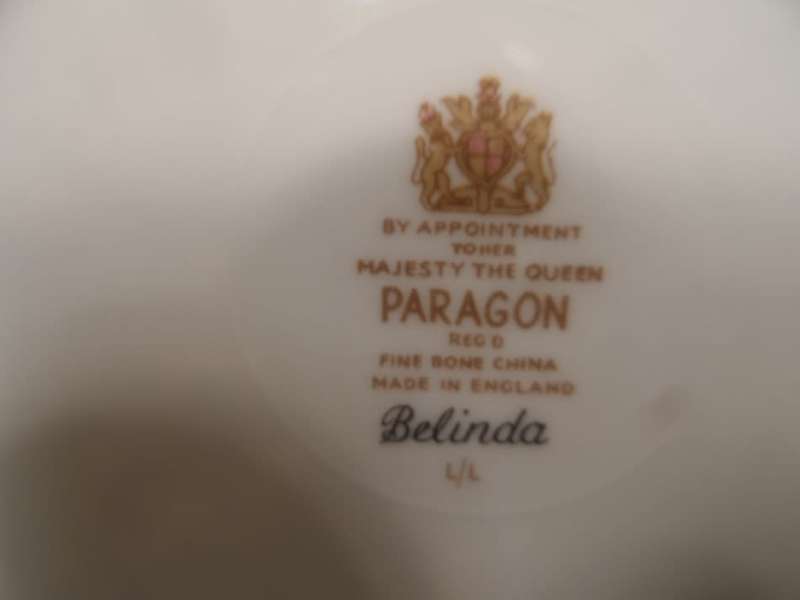 BY APPOINTMENT
TO HER
MAJESTY THE QUEEN
PARAGON
REG'D
FINE BONE CHINA
MADE IN ENGLAND
Belinda
L/L